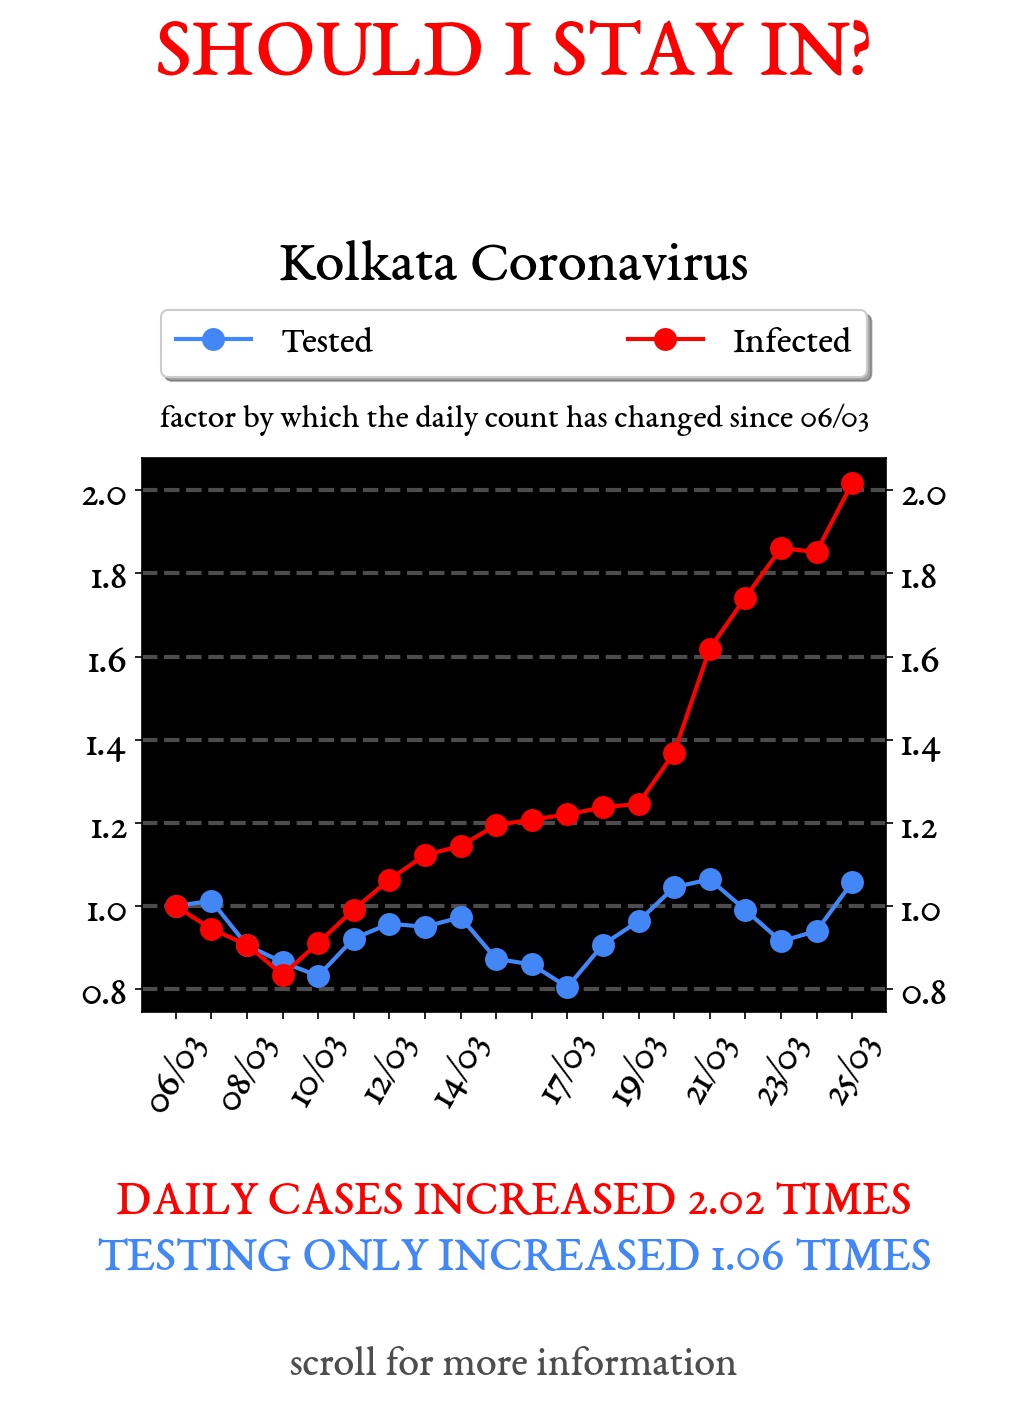 SHOULD I STAY IN?
Kolkata Coronavirus
Tested Infected
factor by which the daily count has changed since 06/03
2.0 2.0
1.8 1.8
1.6 1.6
1.4 1.4
1.2 1.2
1.0 1.0
0.8 0.8
06/03 08/03 10/03 12/03 14/03 17/03 19/03 21/03 23/03 25/03
DAILY CASES INCREASED 2.02 TIMES
TESTING ONLY INCREASED 1.06 TIMES
scroll for more information